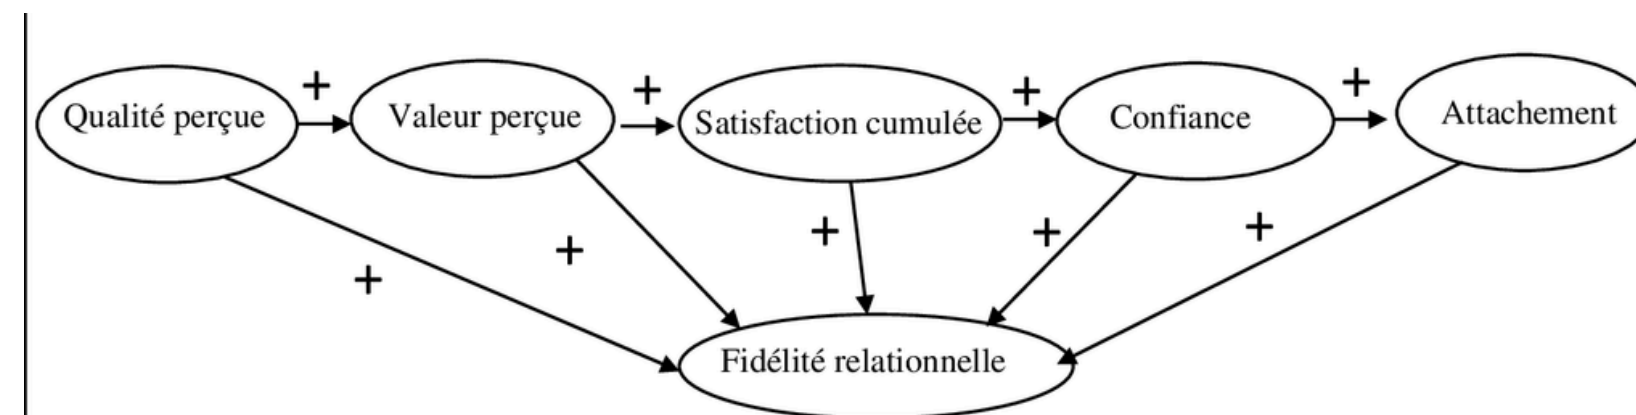 + + + +
Qualité perçue Valeur perçue Satisfaction cumulée Confiance Attachement
+ + + + +
Fidélité relationnelle